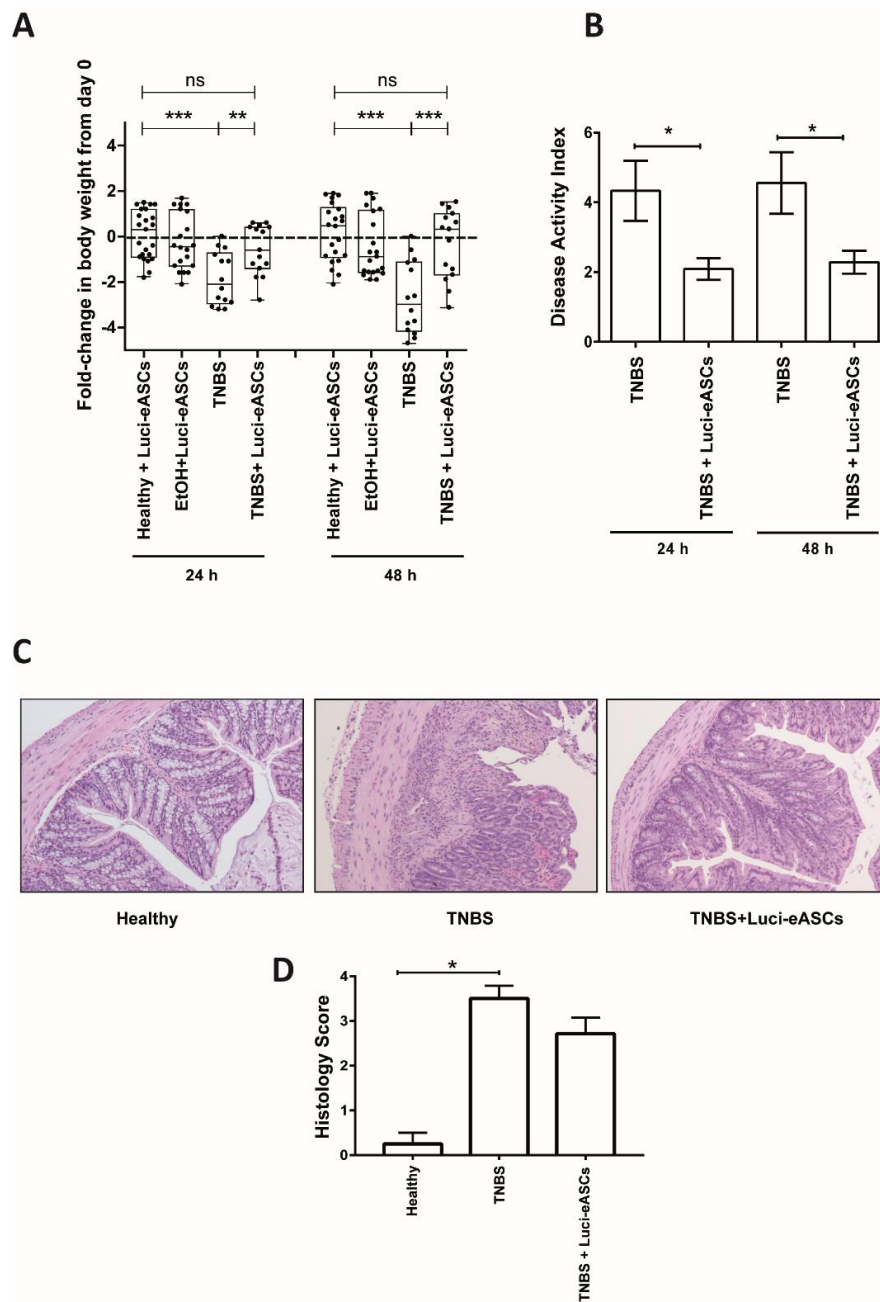 A
ns
ns
*** ** *** ***
Fold-change in body weight from day 0
4
2
0
-2
-4
Healthy + Luci-eASCs
EtOH+Luci-eASCs
TNBS
TNBS+ Luci-eASCs
Healthy + Luci-eASCs
EtOH+Luci-eASCs
TNBS
TNBS + Luci-eASCs
24 h
48 h
B
* *
Disease Activity Index
6
4
2
0
TNBS
TNBS + Luci-eASCs
TNBS
TNBS + Luci-eASCs
24 h
48 h
C
Healthy
TNBS
TNBS+Luci-eASCs
D
*
Histology Score
4
3
2
1
0
Healthy
TNBS
TNBS + Luci-eASCs